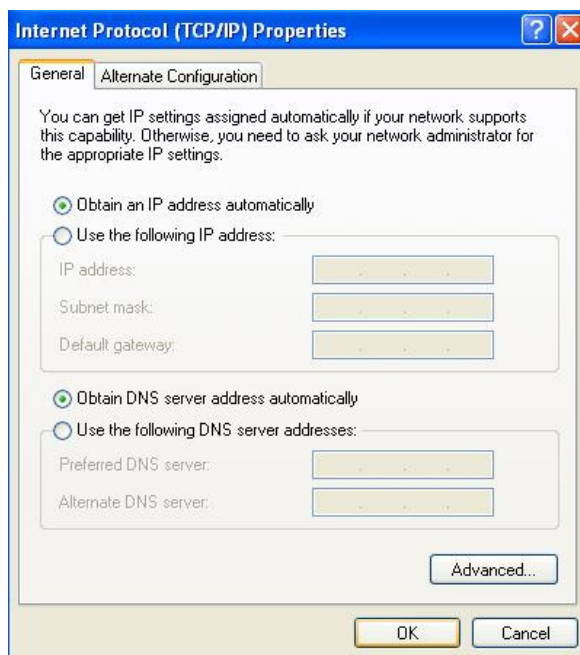 Internet Protocol (TCP/IP) Properties
General
Alternate Configuration
You can get IP settings assigned automatically if your network supports
this capability. Otherwise, you need to ask your network administrator for
the appropriate IP settings.
Obtain an IP address automatically
Use the following IP address:
IP address:
Subnet mask:
Default gateway:
Obtain DNS server address automatically
Use the following DNS server addresses:
Preferred DNS server:
Alternate DNS server:
Advanced...
OK
Cancel